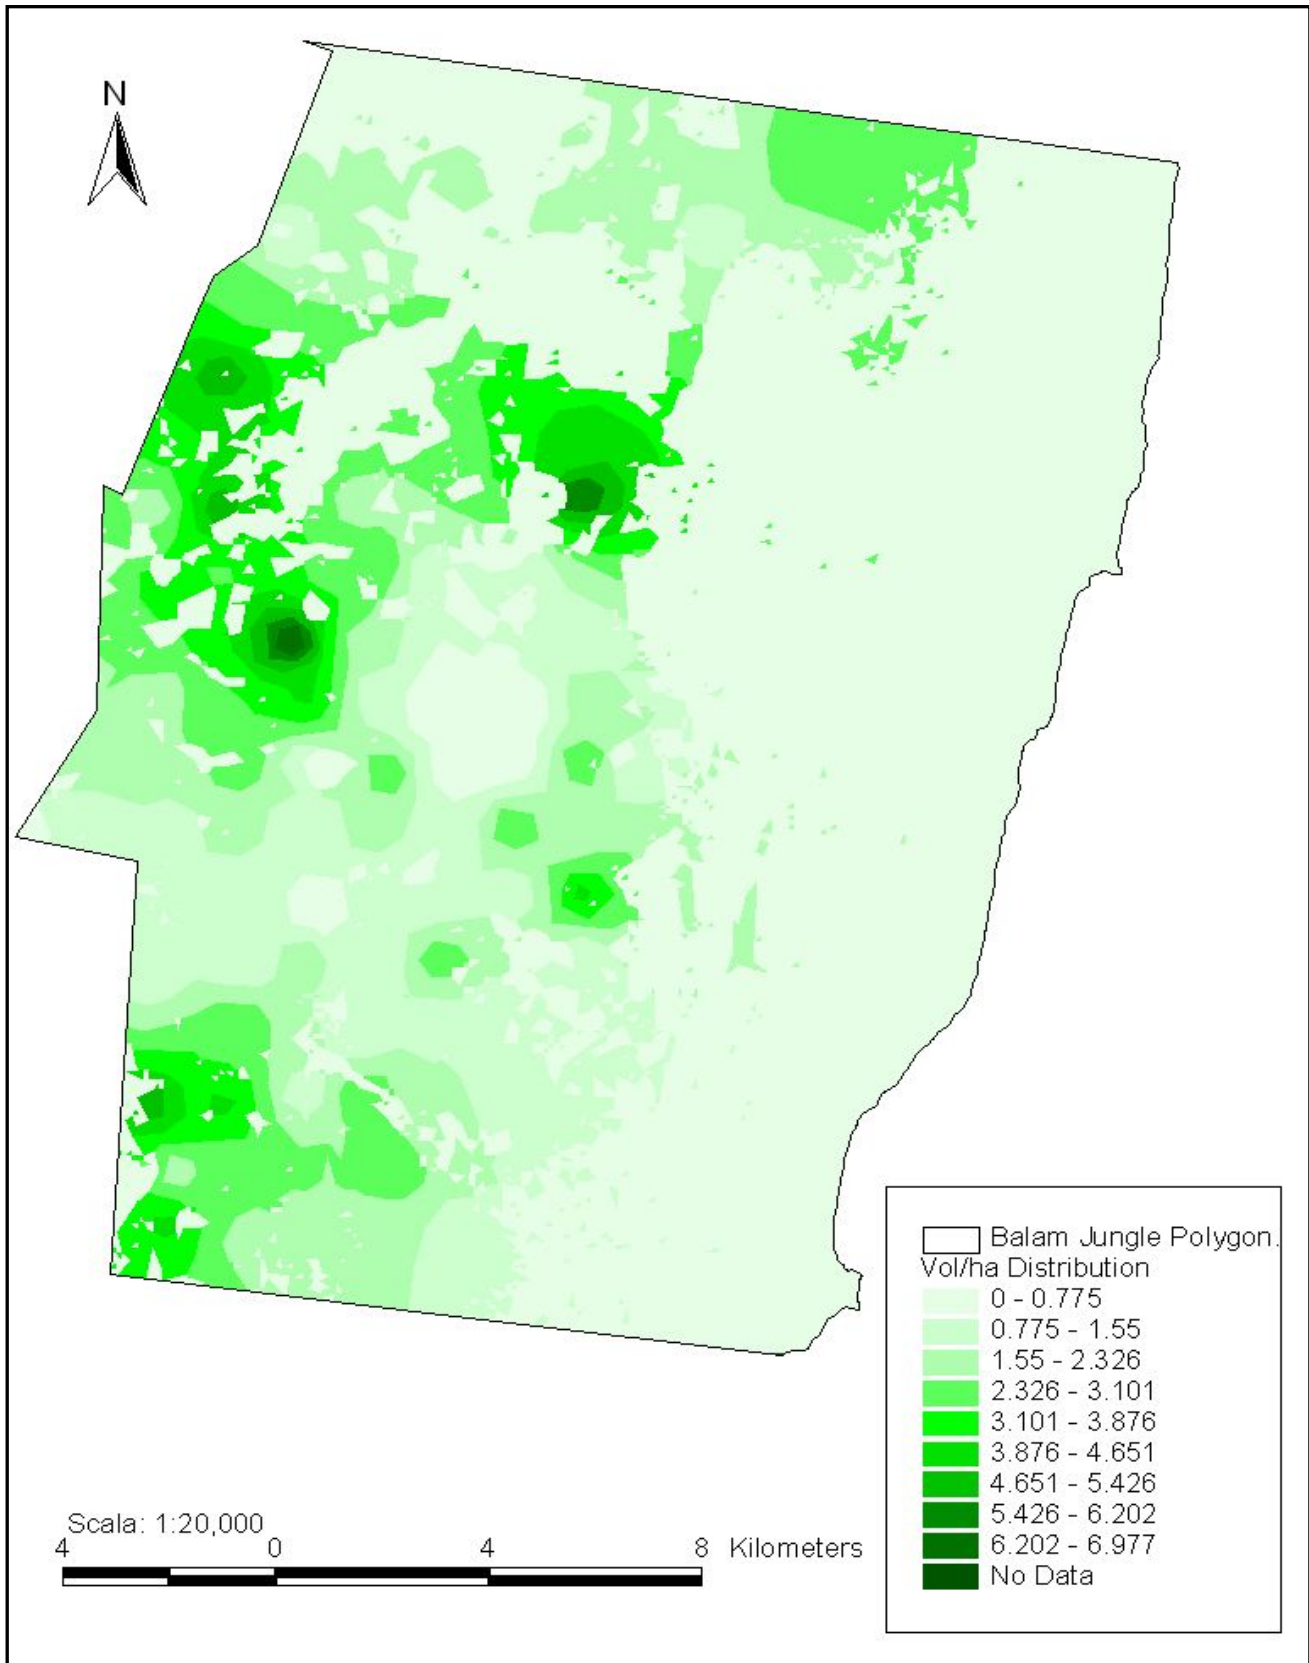 N
Balam Jungle Polygon.
Vol/ha Distribution
0 - 0.775
0.775 - 1.55
1.55 - 2.326
2.326 - 3.101
3.101 - 3.876
3.876 - 4.651
4.651 - 5.426
5.426 - 6.202
6.202 - 6.977
No Data
Scala: 1:20,000
4 0 4 8 Kilometers